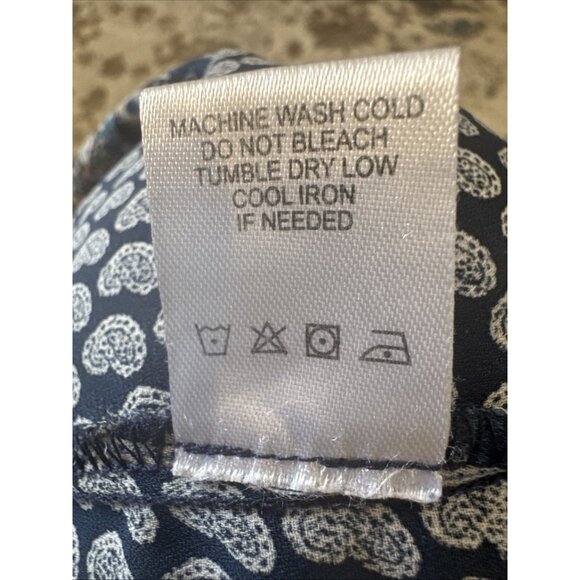 MACHINE WASH COLD
DO NOT BLEACH
TUMBLE DRY LOW
COOL IRON
IF NEEDED